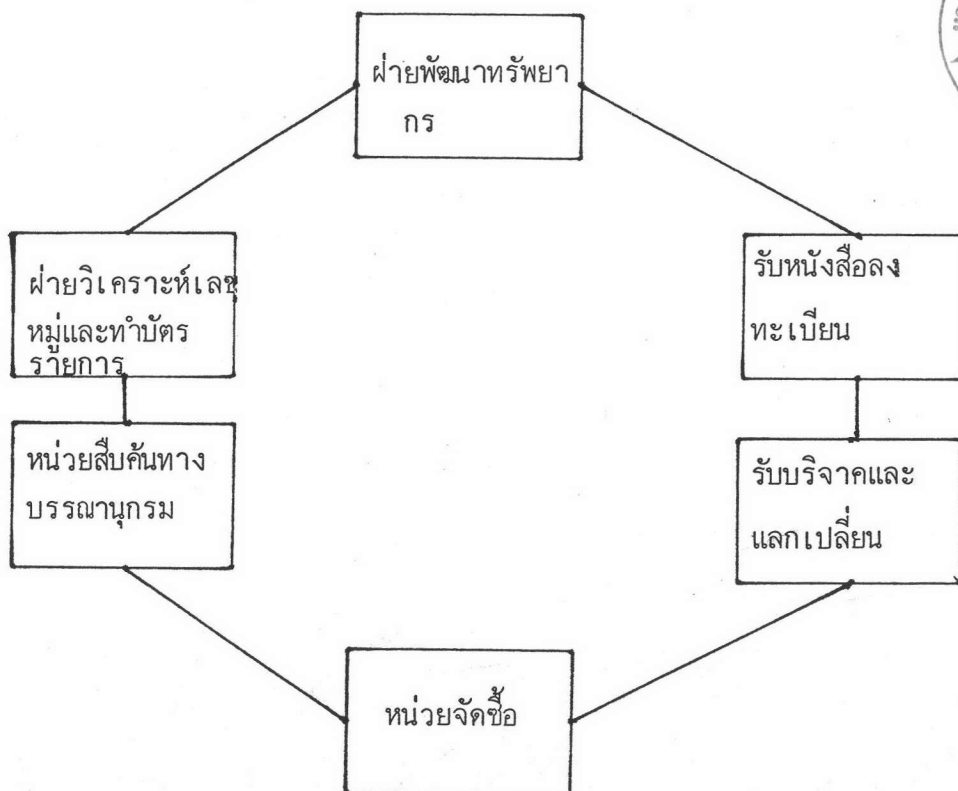 ฝ่ายพัฒนาทรัพยา
กร
ฝ่ายวิเคราะห์เลข
หมู่และทำบัตร
รายการ
รับหนังสือลง
ทะเบียน
หน่วยสืบค้นทาง
บรรณานุกรม
รับบริจาคและ
แลกเปลี่ยน
หน่วยจัดซื้อ